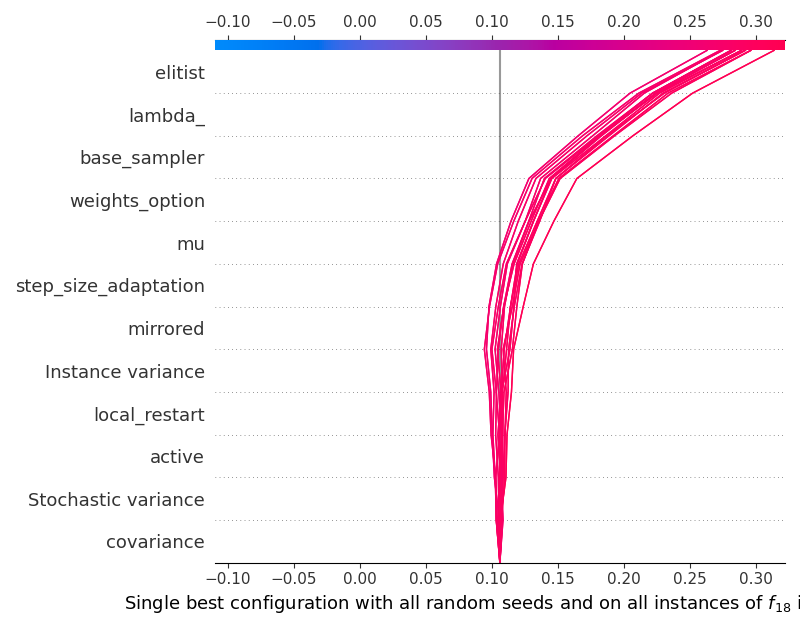 −0.10 −0.05 0.00 0.05 0.10 0.15 0.20 0.25 0.30
elitist
lambda_
base_sampler
weights_option
mu
step_size_adaptation
mirrored
Instance variance
local_restart
active
Stochastic variance
covariance
−0.10 −0.05 0.00 0.05 0.10 0.15 0.20 0.25 0.30
Single best configuration with all random seeds and on all instances of f18